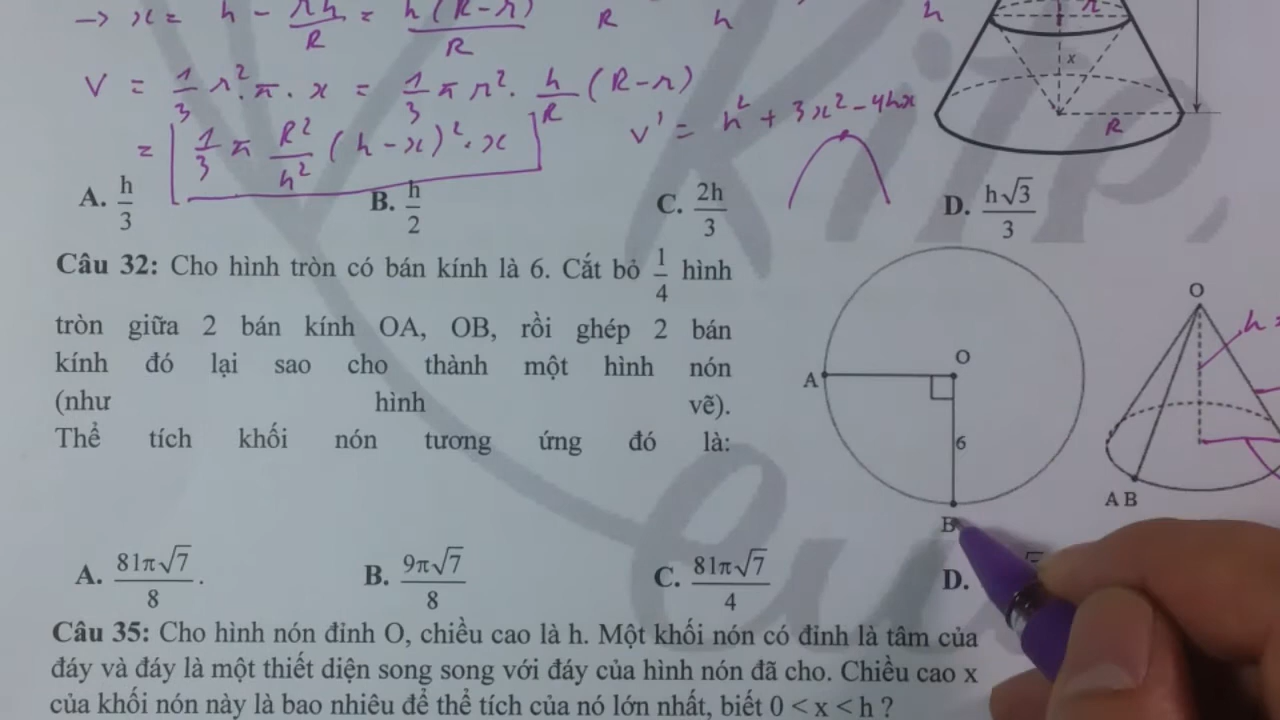 → x = h - rh/R = h(R-r)/R R h h r
V = 1/3 r².π.x = 1/3 π r². h/R (R-r)
= 1/3 π R²/h² (h-x)².x V' = h² + 3x² - 4hx
x
R
A. h/3 B. h/2 C. 2h/3 D. h√3/3
Câu 32: Cho hình tròn có bán kính là 6. Cắt bỏ 1/4 hình
tròn giữa 2 bán kính OA, OB, rồi ghép 2 bán
kính đó lại sao cho thành một hình nón
(như hình vẽ).
Thể tích khối nón tương ứng đó là:
O
A
6
B
O
h =
A B
A. 81π√7/8. B. 9π√7/8 C. 81π√7/4 D.
Câu 35: Cho hình nón đỉnh O, chiều cao là h. Một khối nón có đỉnh là tâm của
đáy và đáy là một thiết diện song song với đáy của hình nón đã cho. Chiều cao x
của khối nón này là bao nhiêu để thể tích của nó lớn nhất, biết 0 < x < h ?